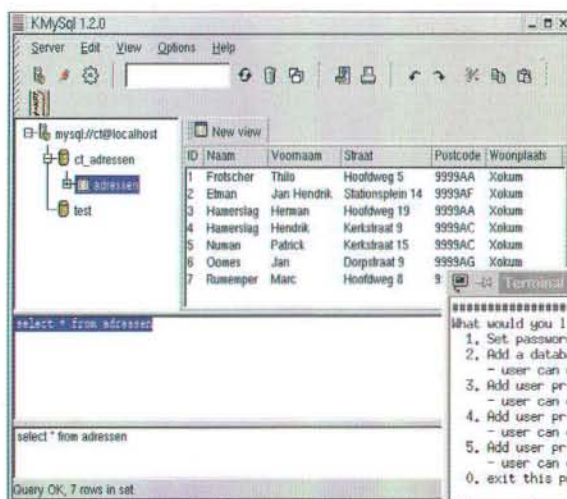 KMySql 1.2.0
Server Edit View Options Help
mysql://ct@localhost
ct_adressen
adressen
test
New view
ID Naam Voornaam Straat Postcode Woonplaats
1 Frotscher Thilo Hoofdweg 5 9999AA Xokum
2 Etman Jan Hendrik Stationsplein 14 9999AF Xokum
3 Hamerslag Herman Hoofdweg 19 9999AA Xokum
4 Hamerslag Hendrik Kerkstraat 9 9999AC Xokum
5 Numan Patrick Kerkstraat 15 9999AC Xokum
6 Oomes Jan Dorpstraat 9 9999AG Xokum
7 Rumemper Marc Hoofdweg 8 9
select * from adressen
select * from adressen
Query OK, 7 rows in set
Terminal
################
What would you l
1. Set passwor
2. Add a datab
- user can
3. Add user pr
- user can
4. Add user pr
- user can
5. Add user pr
- user can
0. exit this p